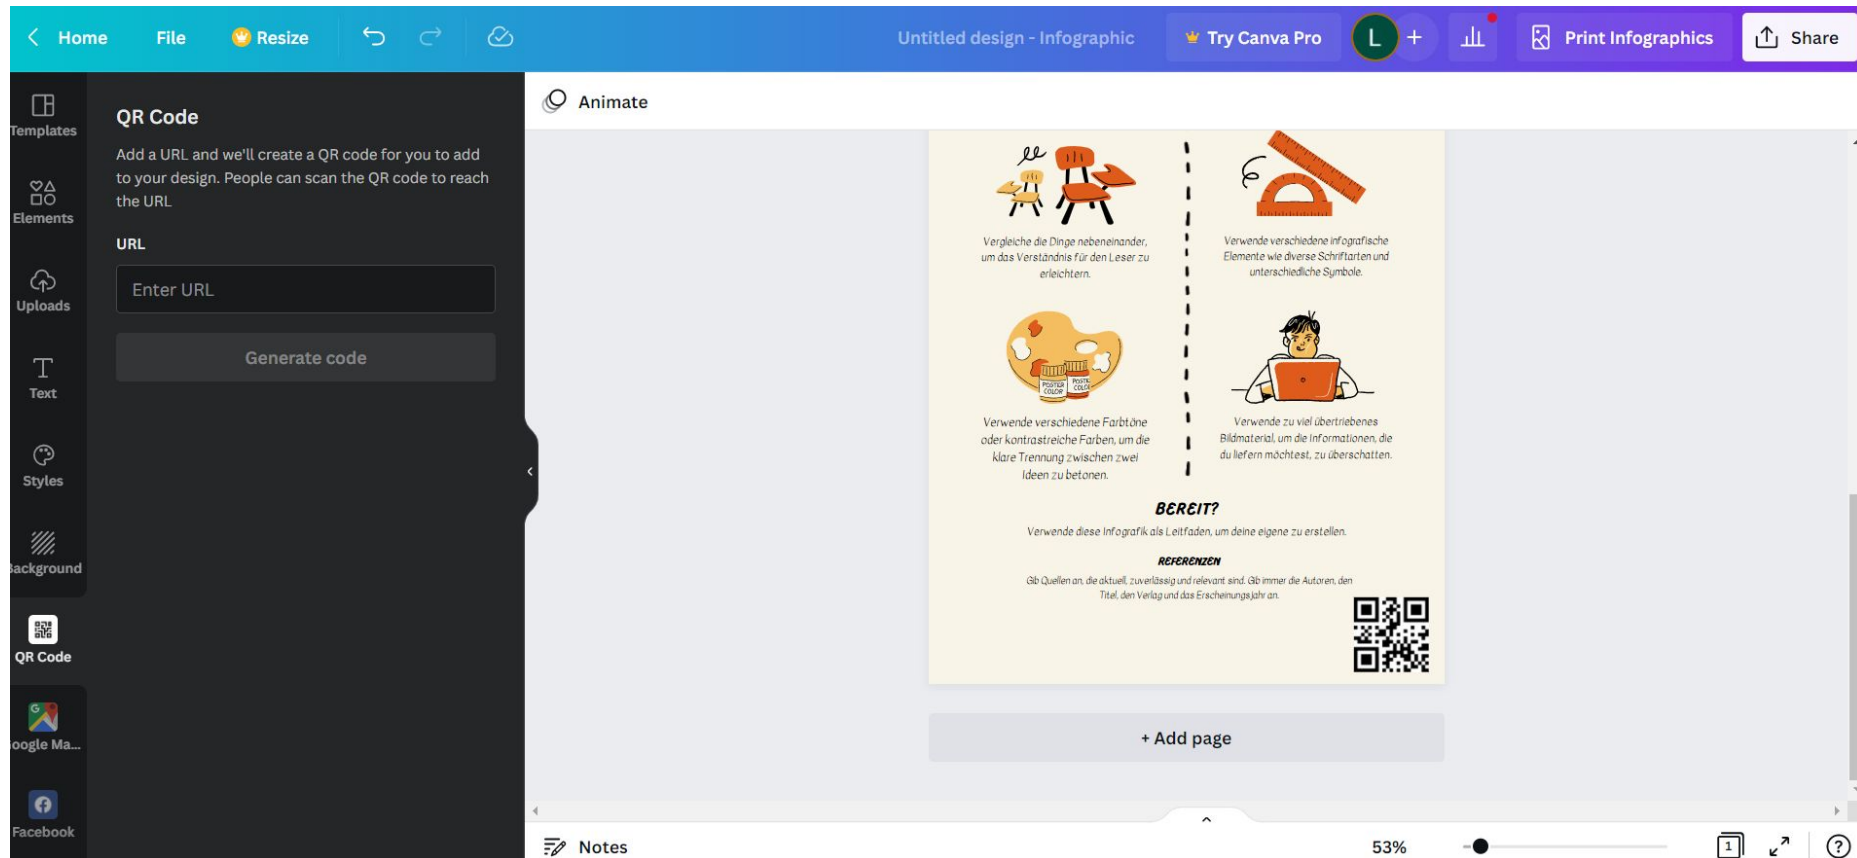 Home
File
Resize
Untitled design - Infographic
Try Canva Pro
L
+
Print Infographics
Share
Templates
Elements
Uploads
Text
Styles
Background
QR Code
Google Ma...
Facebook
QR Code
Add a URL and we'll create a QR code for you to add
to your design. People can scan the QR code to reach
the URL
URL
Enter URL
Generate code
Animate
Vergleiche die Dinge nebeneinander,
um das Verständnis für den Leser zu
erleichtern.
Verwende verschiedene infografische
Elemente wie diverse Schriftarten und
unterschiedliche Symbole.
POSTER
COLOR
POSTER
COLOR
Verwende verschiedene Farbtöne
oder kontrastreiche Farben, um die
klare Trennung zwischen zwei
Ideen zu betonen.
Verwende zu viel übertriebenes
Bildmaterial, um die Informationen, die
du liefern möchtest, zu überschatten.
BEREIT?
Verwende diese Infografik als Leitfaden, um deine eigene zu erstellen.
REFERENZEN
Gib Quellen an, die aktuell, zuverlässig und relevant sind. Gib immer die Autoren, den
Titel, den Verlag und das Erscheinungsjahr an.
+ Add page
Notes
53%
1
?